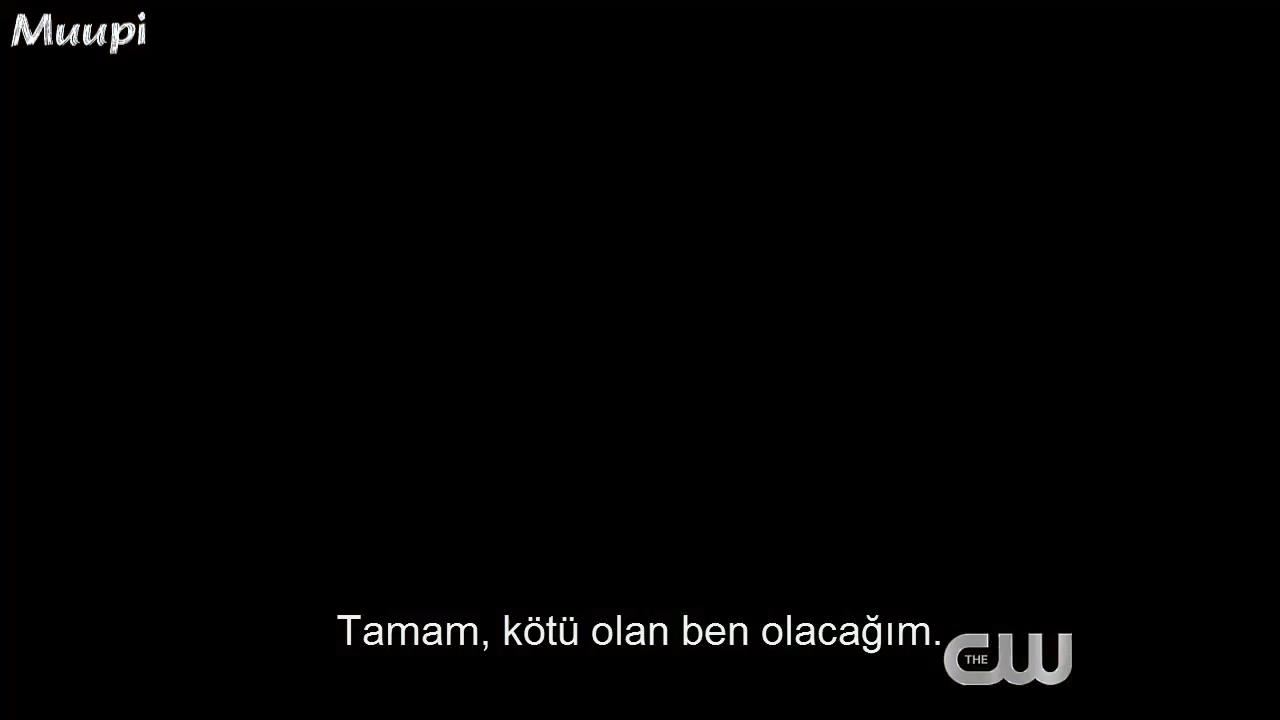 Muupi
Tamam, kötü olan ben olacağım.
THE CW